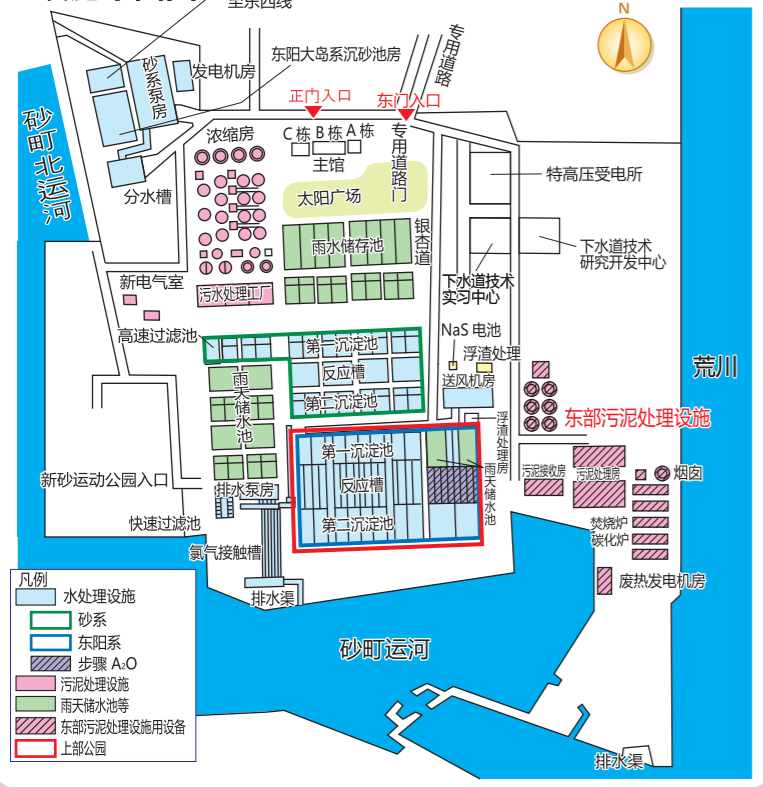 至东西线
N
砂系泵房
发电机房
东阳大岛系沉砂池房
专用道路
正门入口
东门入口
砂町北运河
浓缩房
C栋 B栋 A栋
主馆
专用道路门
分水槽
太阳广场
特高压受电所
银杏道
雨水储存池
下水道技术
研究开发中心
下水道技术
实习中心
新电气室
污水处理工厂
高速过滤池
NaS 电池
浮渣处理
第一沉淀池
反应槽
第二沉淀池
送风机房
荒川
雨天储水池
东部污泥处理设施
浮渣处理房
第一沉淀池
反应槽
第二沉淀池
雨天储水池
污泥接收房
污泥处理房
烟囱
新砂运动公园入口
排水泵房
快速过滤池
焚烧炉
碳化炉
氯气接触槽
废热发电机房
排水渠
砂町运河
排水渠
凡例
水处理设施
砂系
东阳系
步骤 A₂O
污泥处理设施
雨天储水池等
东部污泥处理设施用设备
上部公园